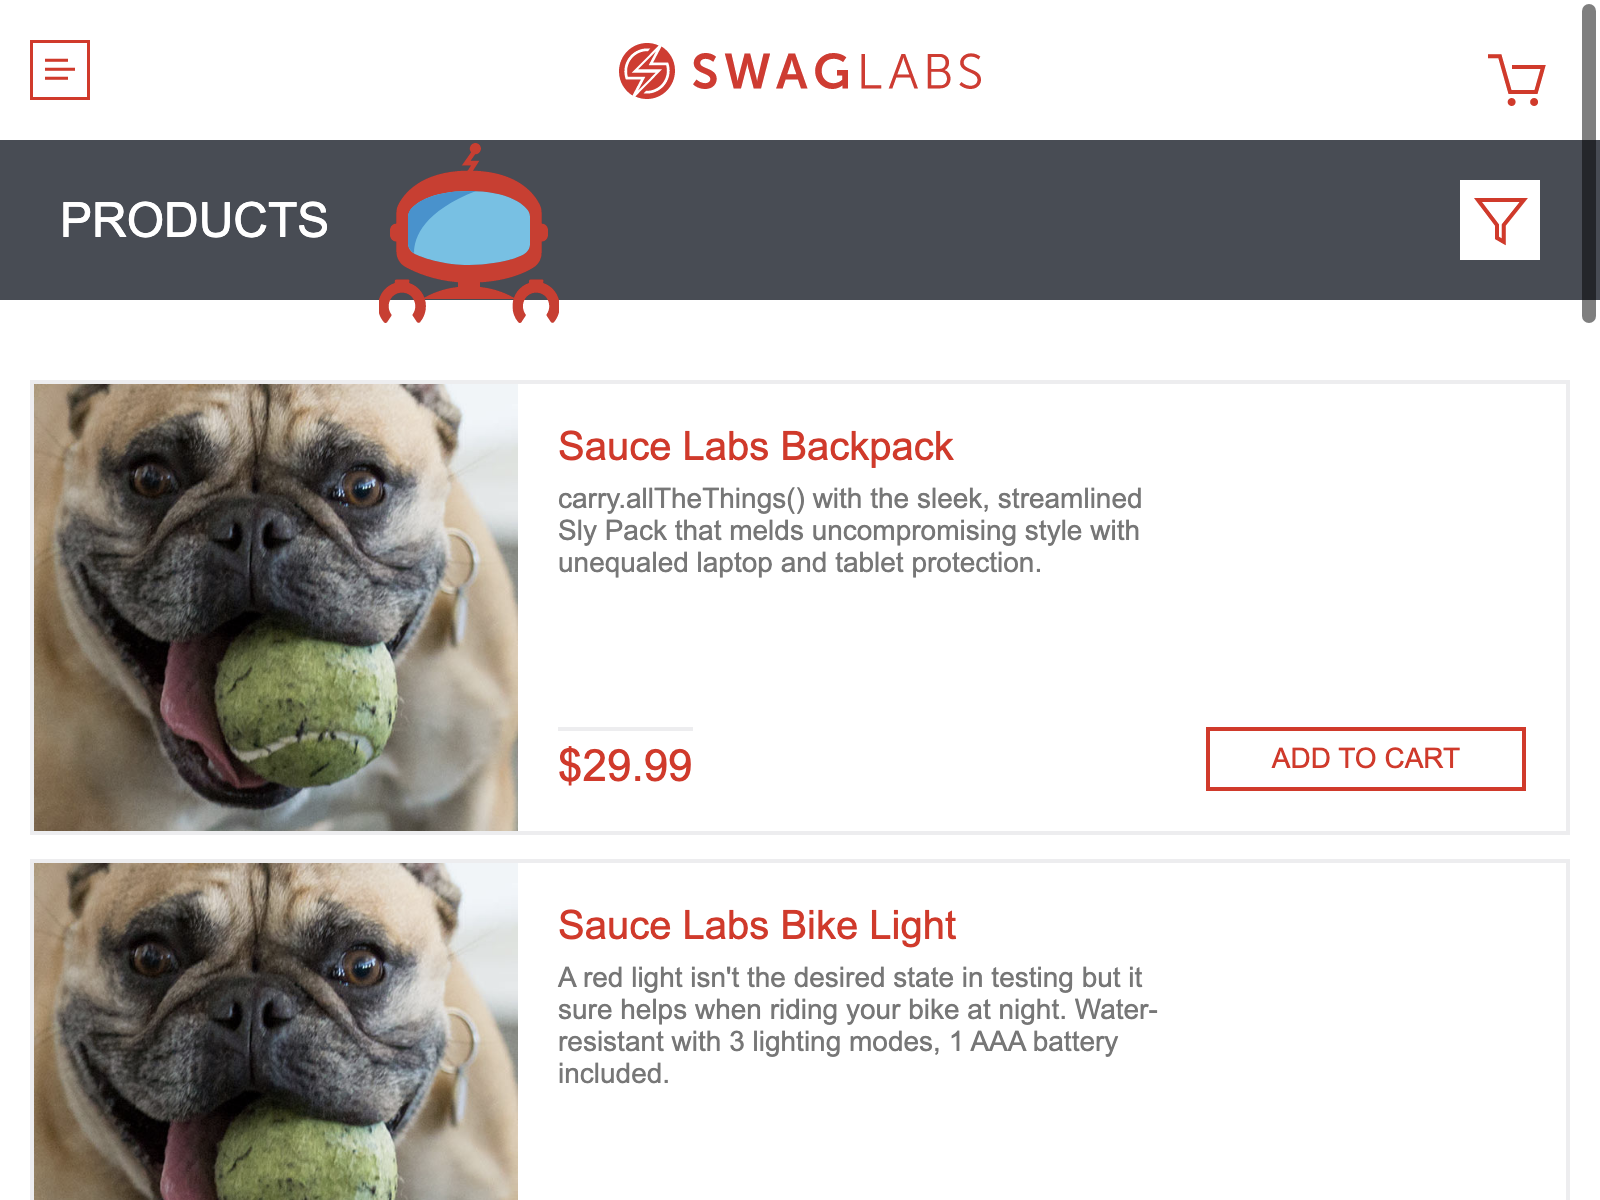 SWAGLABS
PRODUCTS
Sauce Labs Backpack
carry.allTheThings() with the sleek, streamlined
Sly Pack that melds uncompromising style with
unequaled laptop and tablet protection.
$29.99
ADD TO CART
Sauce Labs Bike Light
A red light isn't the desired state in testing but it
sure helps when riding your bike at night. Water-
resistant with 3 lighting modes, 1 AAA battery
included.